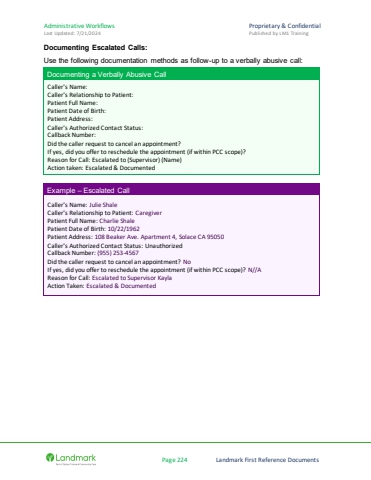 Administrative Workflows
Proprietary & Confidential
Last Updated: 7/21/2024
Published by LMK Training
Documenting Escalated Calls:
Use the following documentation methods as follow-up to a verbally abusive call:
Documenting a Verbally Abusive Call
Caller's Name:
Caller's Relationship to Patient:
Patient Full Name:
Patient Date of Birth:
Patient Address:
Caller's Authorized Contact Status:
Callback Number:
Did the caller request to cancel an appointment?
If yes, did you offer to reschedule the appointment (if within PCC scope)?
Reason for Call: Escalated to (Supervisor) (Name)
Action taken: Escalated & Documented
Example – Escalated Call
Caller's Name: Julie Shale
Caller's Relationship to Patient: Caregiver
Patient Full Name: Charlie Shale
Patient Date of Birth: 10/22/1962
Patient Address: 108 Beaker Ave. Apartment 4, Solace CA 95050
Caller's Authorized Contact Status: Unauthorized
Callback Number: (955) 253-4567
Did the caller request to cancel an appointment? No
If yes, did you offer to reschedule the appointment (if within PCC scope)? N//A
Reason for Call: Escalated to Supervisor Kayla
Action Taken: Escalated & Documented
Landmark
Page 224
Landmark First Reference Documents